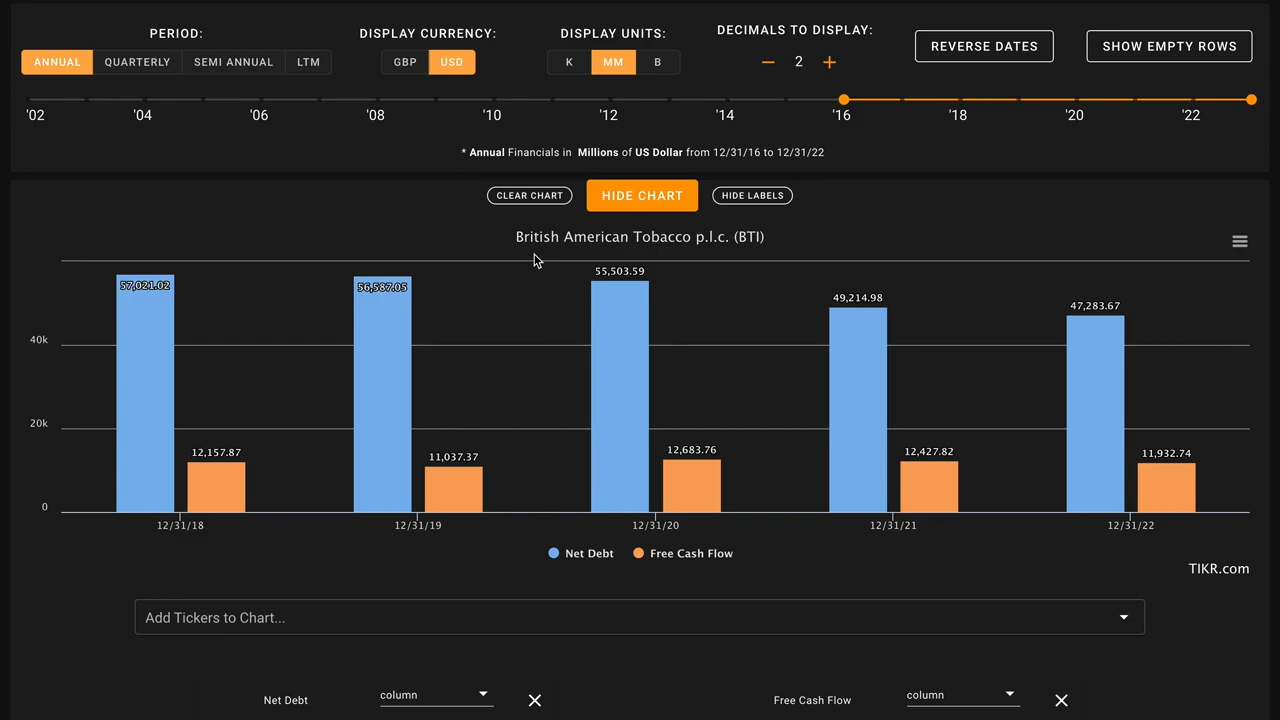 PERIOD:
DISPLAY CURRENCY:
DISPLAY UNITS:
DECIMALS TO DISPLAY:
ANNUAL QUARTERLY SEMI ANNUAL LTM
GBP USD
K MM B
2
REVERSE DATES
SHOW EMPTY ROWS
'02 '04 '06 '08 '10 '12 '14 '16 '18 '20 '22
* Annual Financials in Millions of US Dollar from 12/31/16 to 12/31/22
CLEAR CHART
HIDE CHART
HIDE LABELS
British American Tobacco p.l.c. (BTI)
57,021.02 56,587.05 55,503.59 49,214.98 47,283.67
40k
20k
12,157.87 11,037.37 12,683.76 12,427.82 11,932.74
0
12/31/18 12/31/19 12/31/20 12/31/21 12/31/22
Net Debt Free Cash Flow
TIKR.com
Add Tickers to Chart...
Net Debt column
Free Cash Flow column